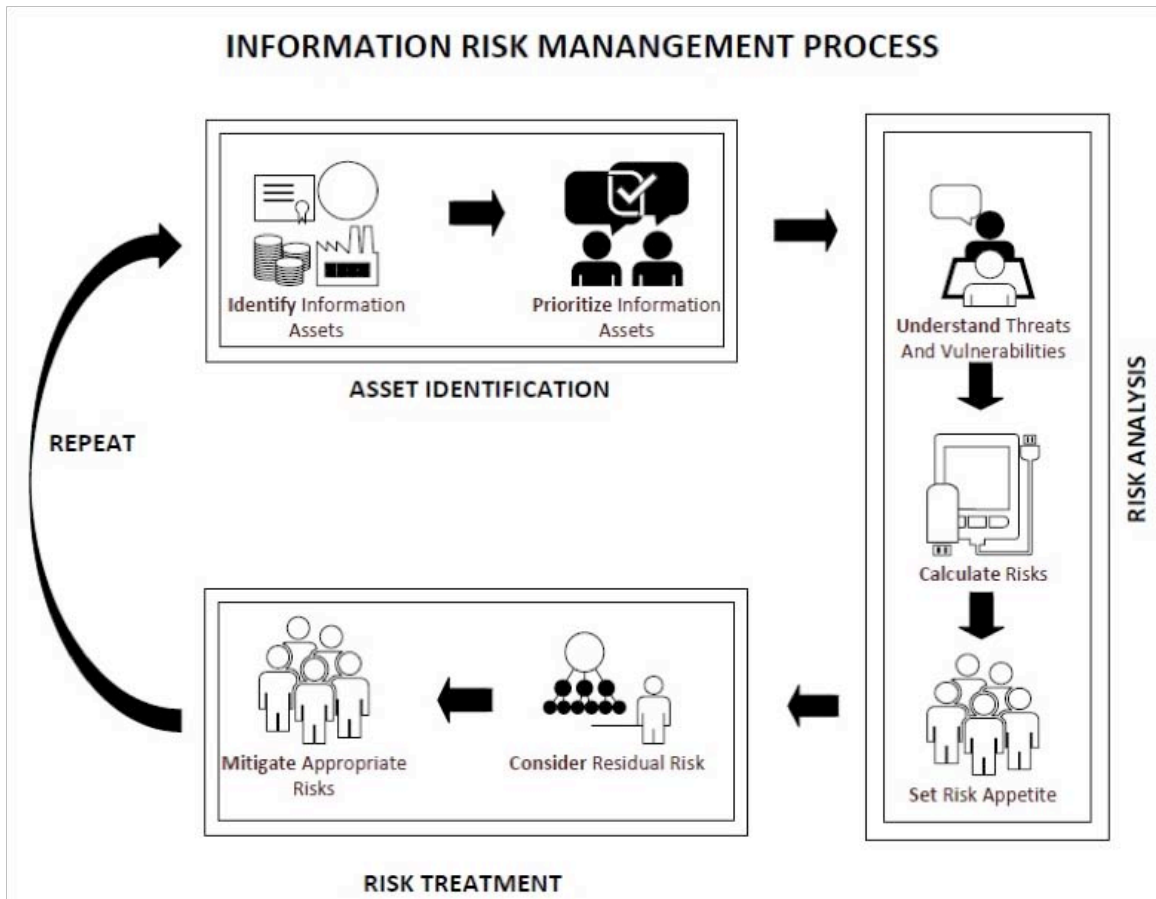 INFORMATION RISK MANANGEMENT PROCESS
Identify Information
Assets
Prioritize Information
Assets
ASSET IDENTIFICATION
Understand Threats
And Vulnerabilities
Calculate Risks
Set Risk Appetite
RISK ANALYSIS
Consider Residual Risk
Mitigate Appropriate
Risks
RISK TREATMENT
REPEAT